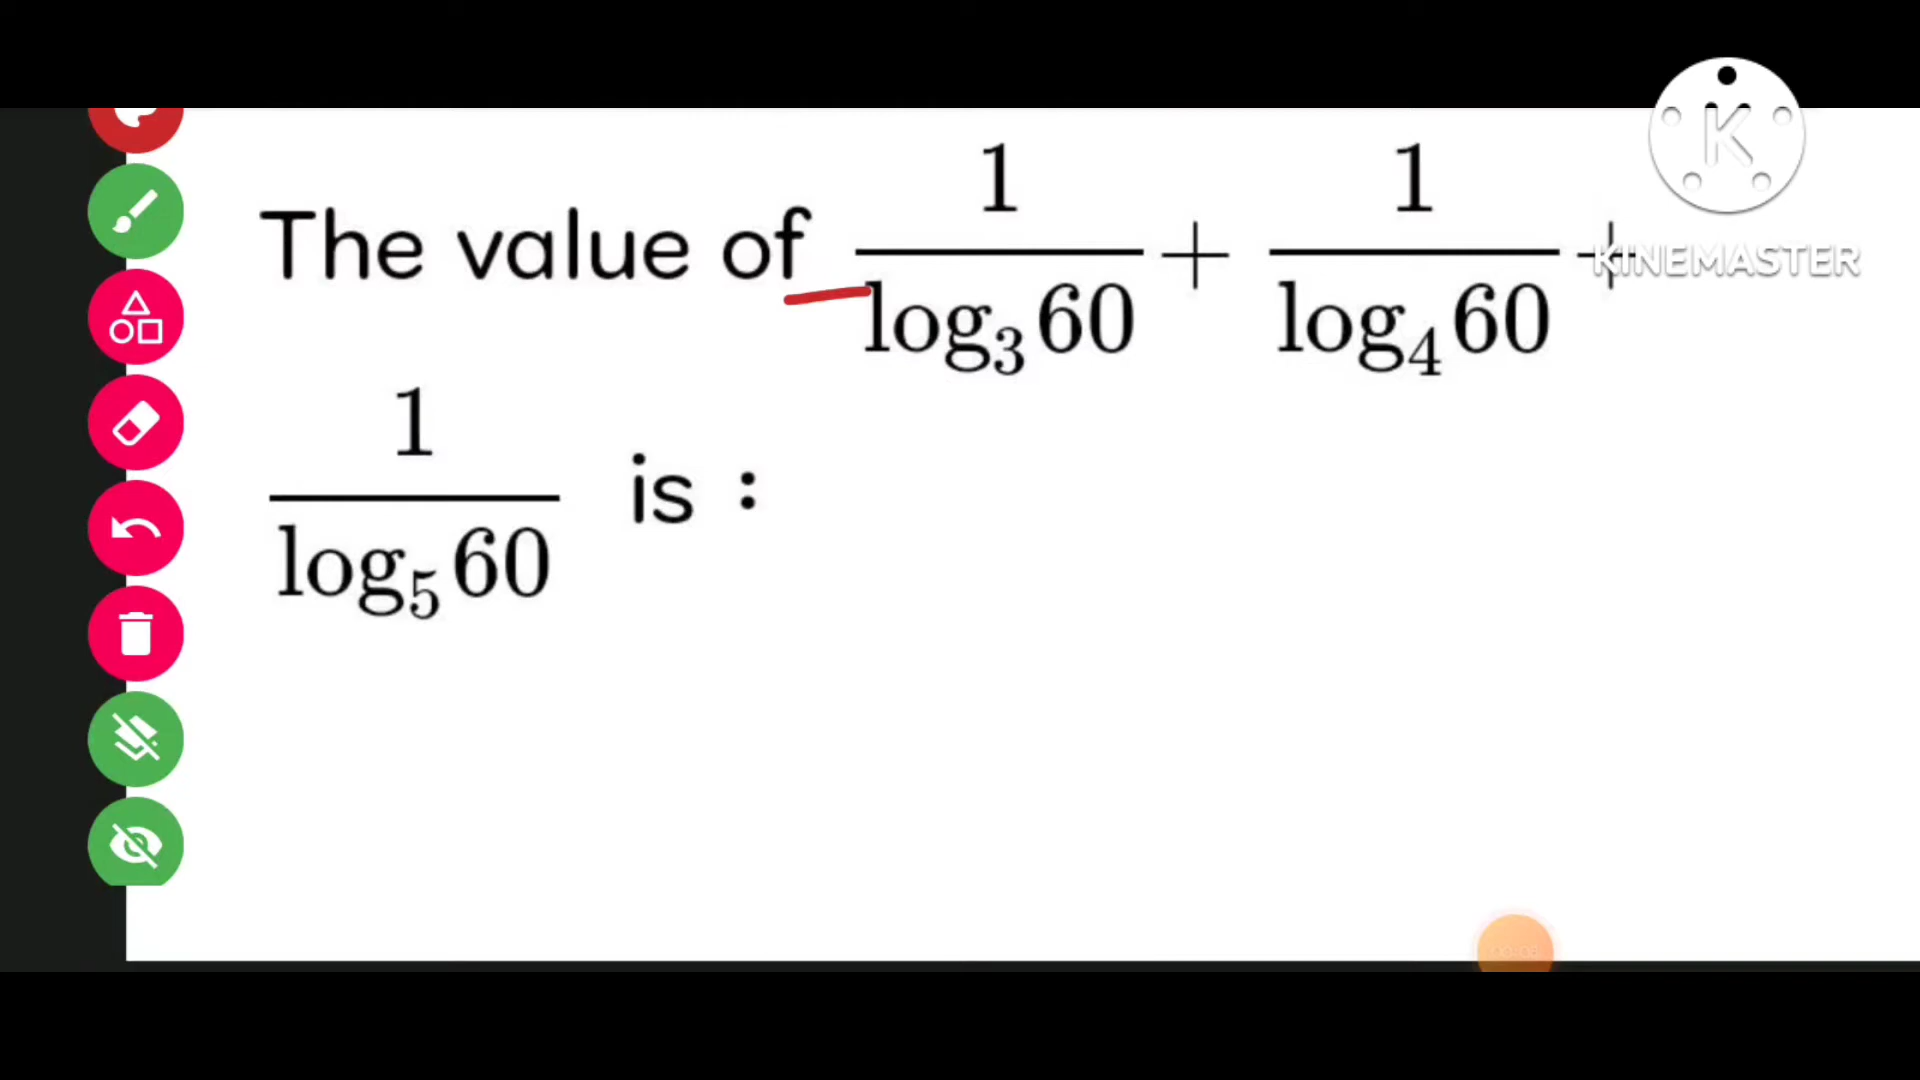 The value of 1/log₃60 + 1/log₄60 +
1/log₅60 is :
KINEMASTER